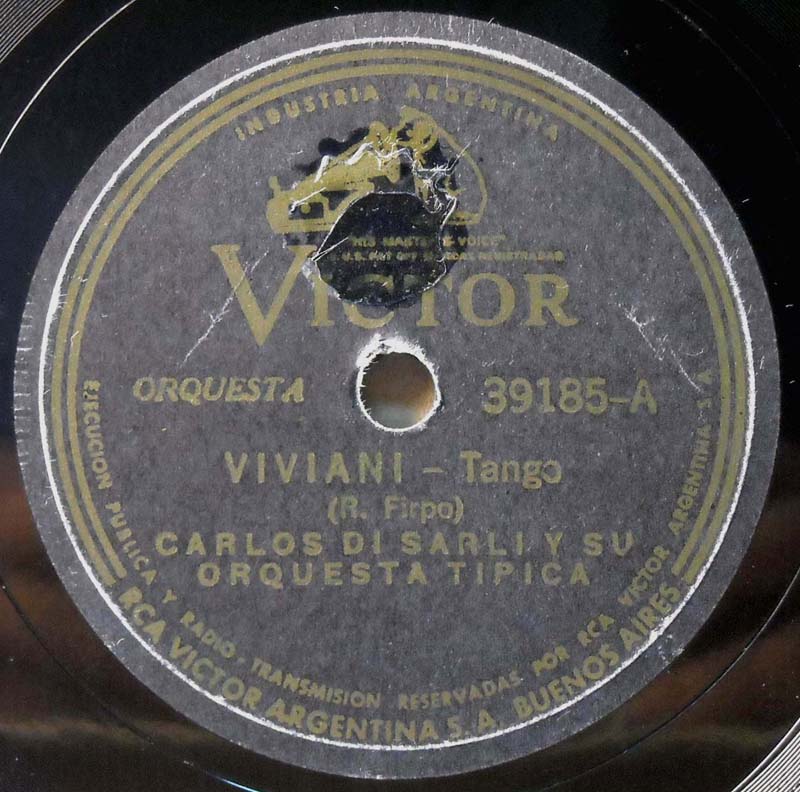 INDUSTRIA ARGENTINA
"HIS MASTER'S VOICE"
VICTOR
ORQUESTA
39185-A
VIVIANI - Tango
(R. Firpo)
CARLOS DI SARLI Y SU
ORQUESTA TIPICA
EJECUCION PUBLICA Y RADIO, TRANSMISION RESERVADAS POR RCA VICTOR ARGENTINA S A
RCA VICTOR ARGENTINA S.A. BUENOS AIRES